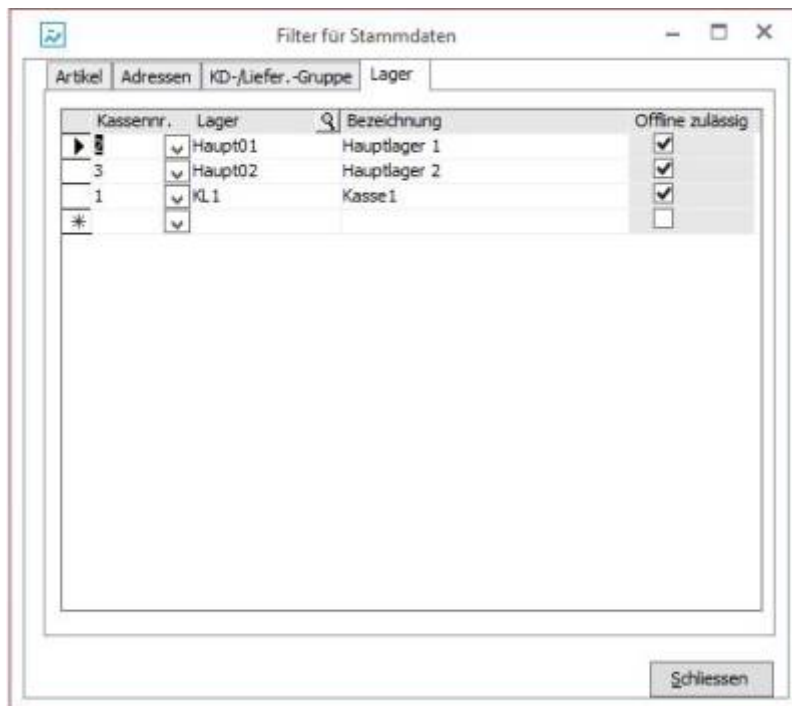 Filter für Stammdaten
Artikel Adressen KD-/Liefer.-Gruppe Lager
Kassennr. Lager Bezeichnung Offline zulässig
Haupt01 Hauptlager 1
3 Haupt02 Hauptlager 2
1 KL1 Kasse1
Schliessen